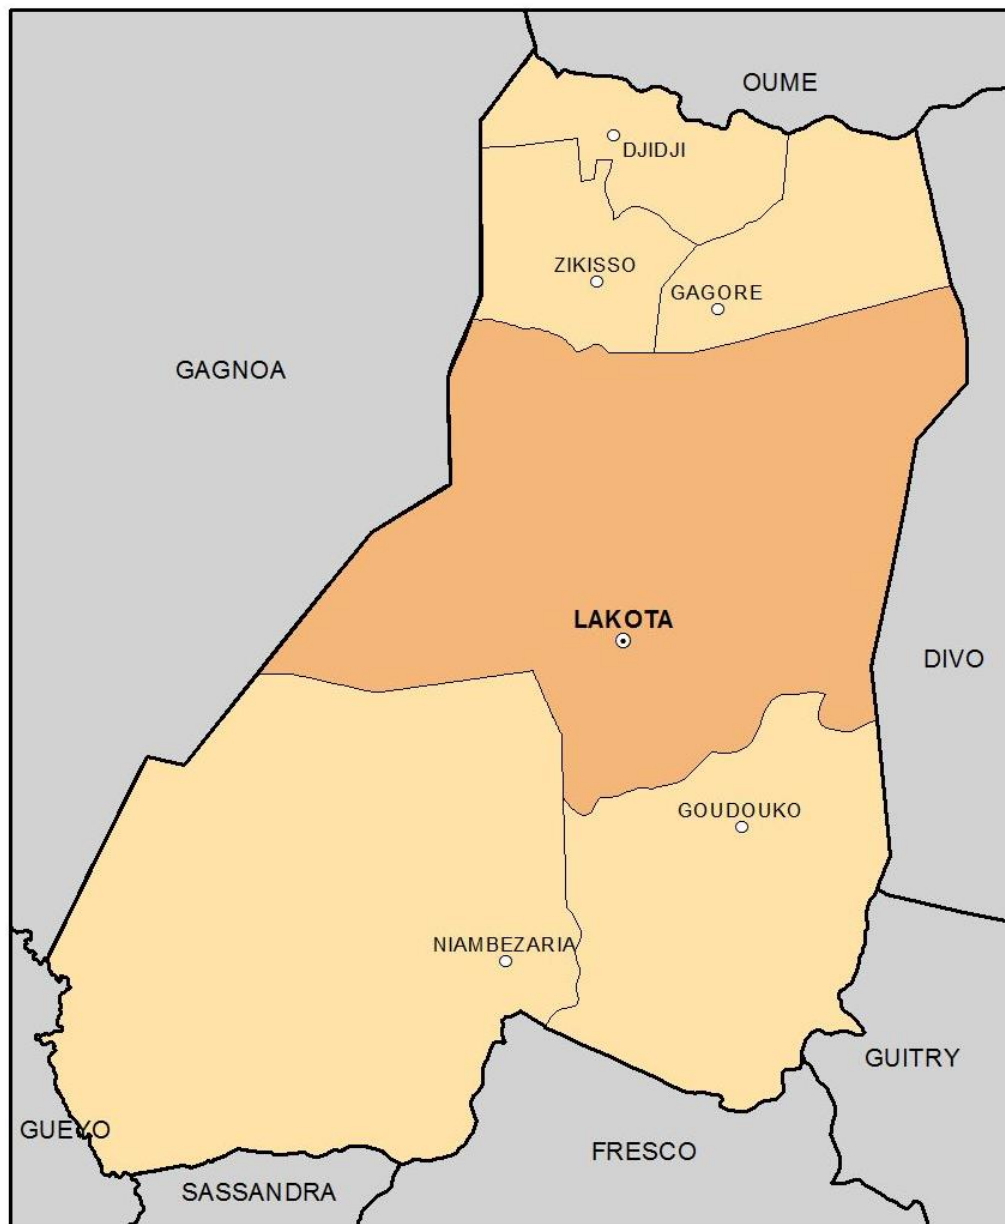 OUME
DJIDJI
ZIKISSO
GAGORE
GAGNOA
LAKOTA
DIVO
GOUDOUKO
NIAMBEZARIA
GUITRY
GUEYO
FRESCO
SASSANDRA